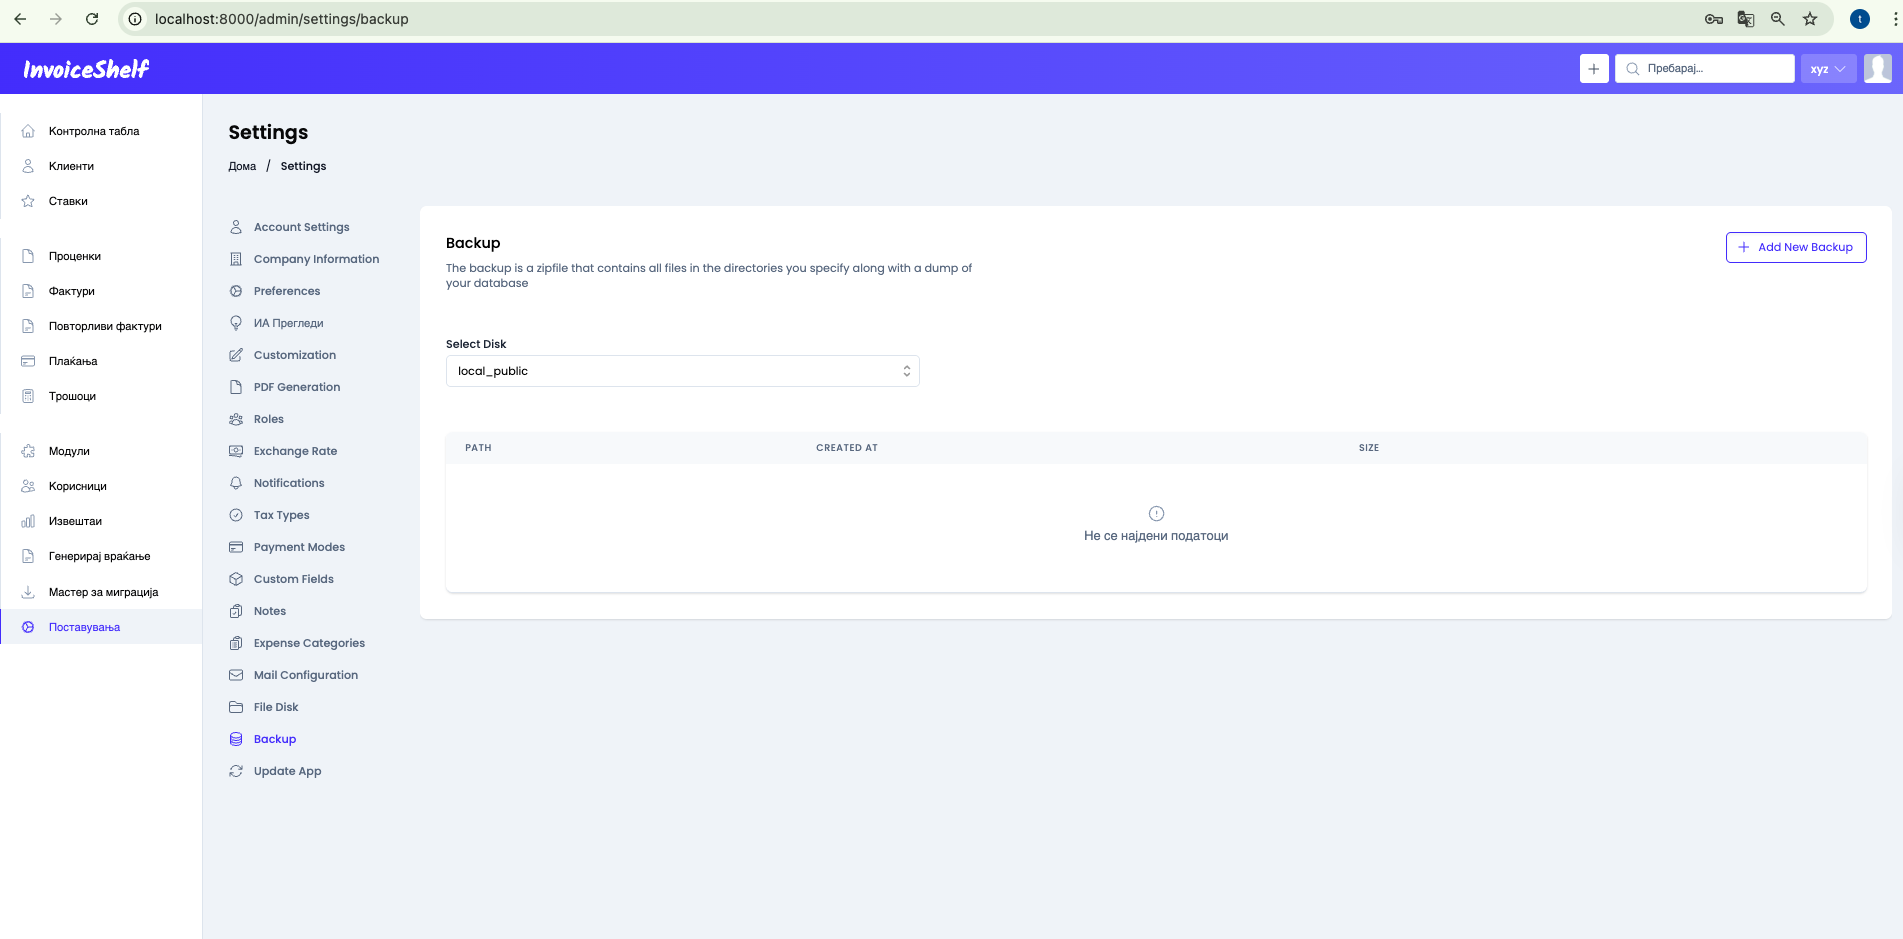 localhost:8000/admin/settings/backup
t
InvoiceShelf
Пребарај...
xyz
Контролна табла
Клиенти
Ставки
Проценки
Фактури
Повторливи фактури
Плаќања
Трошоци
Модули
Корисници
Извештаи
Генерирај враќање
Мастер за миграција
Поставувања
Settings
Дома / Settings
Account Settings
Company Information
Preferences
ИА Прегледи
Customization
PDF Generation
Roles
Exchange Rate
Notifications
Tax Types
Payment Modes
Custom Fields
Notes
Expense Categories
Mail Configuration
File Disk
Backup
Update App
Backup
Add New Backup
The backup is a zipfile that contains all files in the directories you specify along with a dump of
your database
Select Disk
local_public
PATH CREATED AT SIZE
Не се најдени податоци